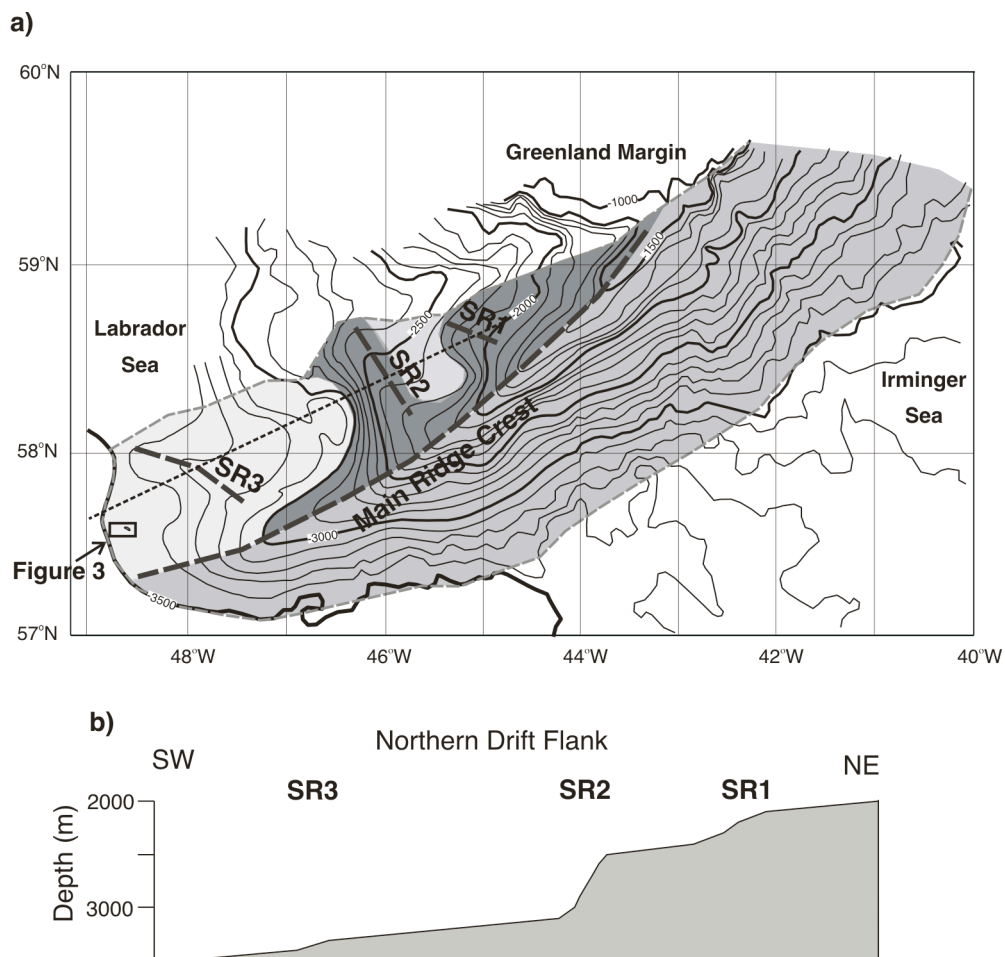 a)
60°N
Greenland Margin
-1000
59°N
-1500
-2000
-2500
SR1
Labrador
Sea
SR2
Irminger
Sea
58°N
SR3
Main Ridge Crest
-3000
Figure 3
-3500
57°N
48°W
46°W
44°W
42°W
40°W
b)
Northern Drift Flank
SW
NE
SR3
SR2
SR1
2000
Depth (m)
3000